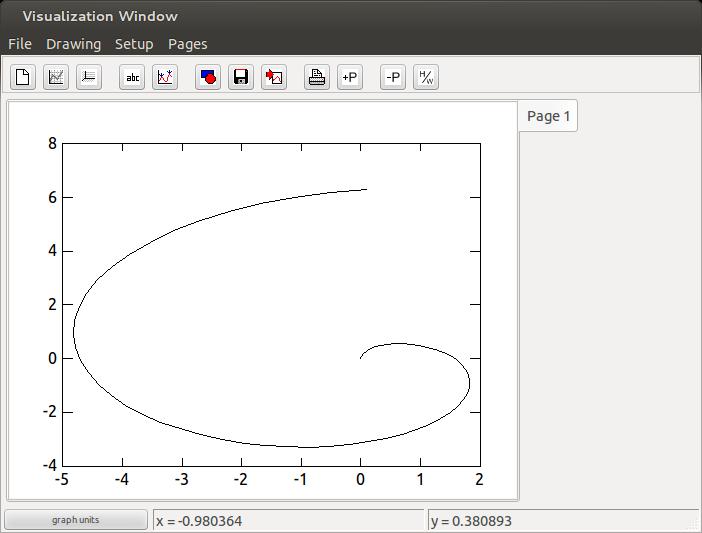 Visualization Window
File Drawing Setup Pages
abc +P -P H/W
Page 1
8
6
4
2
0
-2
-4
-5 -4 -3 -2 -1 0 1 2
graph units x = -0.980364 y = 0.380893